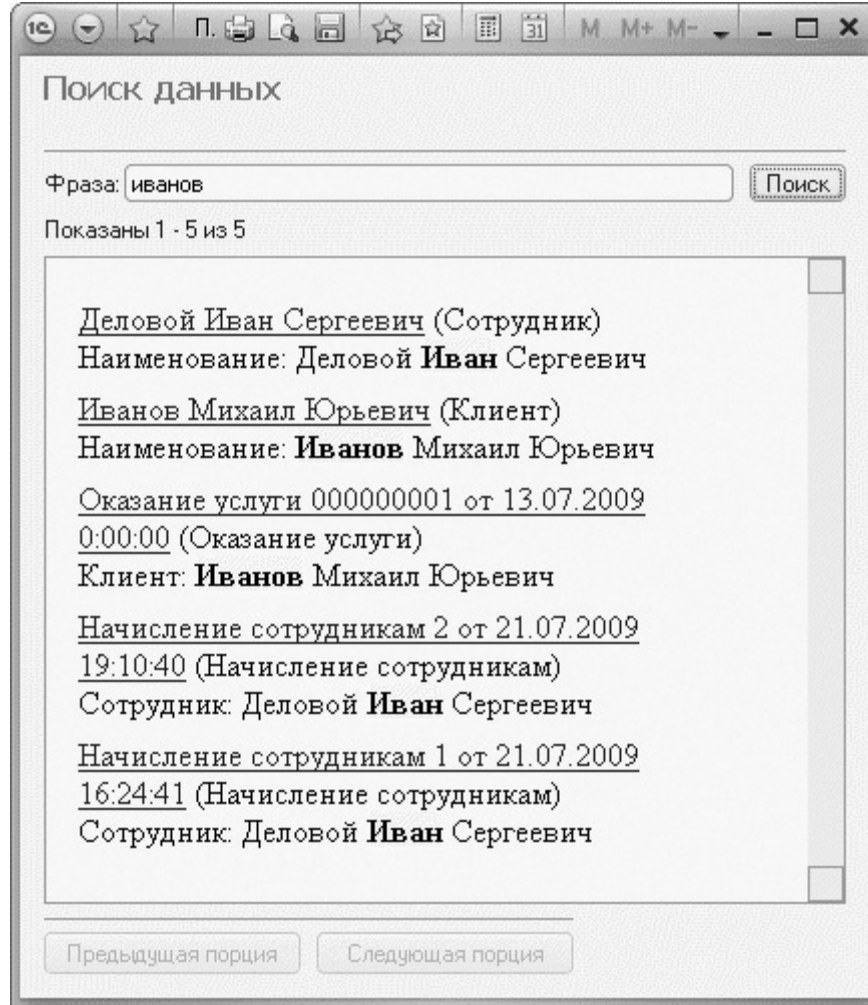 1С П. 31 M M+ M-
Поиск данных
Фраза: иванов Поиск
Показаны 1 - 5 из 5
Деловой Иван Сергеевич (Сотрудник)
Наименование: Деловой Иван Сергеевич
Иванов Михаил Юрьевич (Клиент)
Наименование: Иванов Михаил Юрьевич
Оказание услуги 000000001 от 13.07.2009
0:00:00 (Оказание услуги)
Клиент: Иванов Михаил Юрьевич
Начисление сотрудникам 2 от 21.07.2009
19:10:40 (Начисление сотрудникам)
Сотрудник: Деловой Иван Сергеевич
Начисление сотрудникам 1 от 21.07.2009
16:24:41 (Начисление сотрудникам)
Сотрудник: Деловой Иван Сергеевич
Предыдущая порция Следующая порция